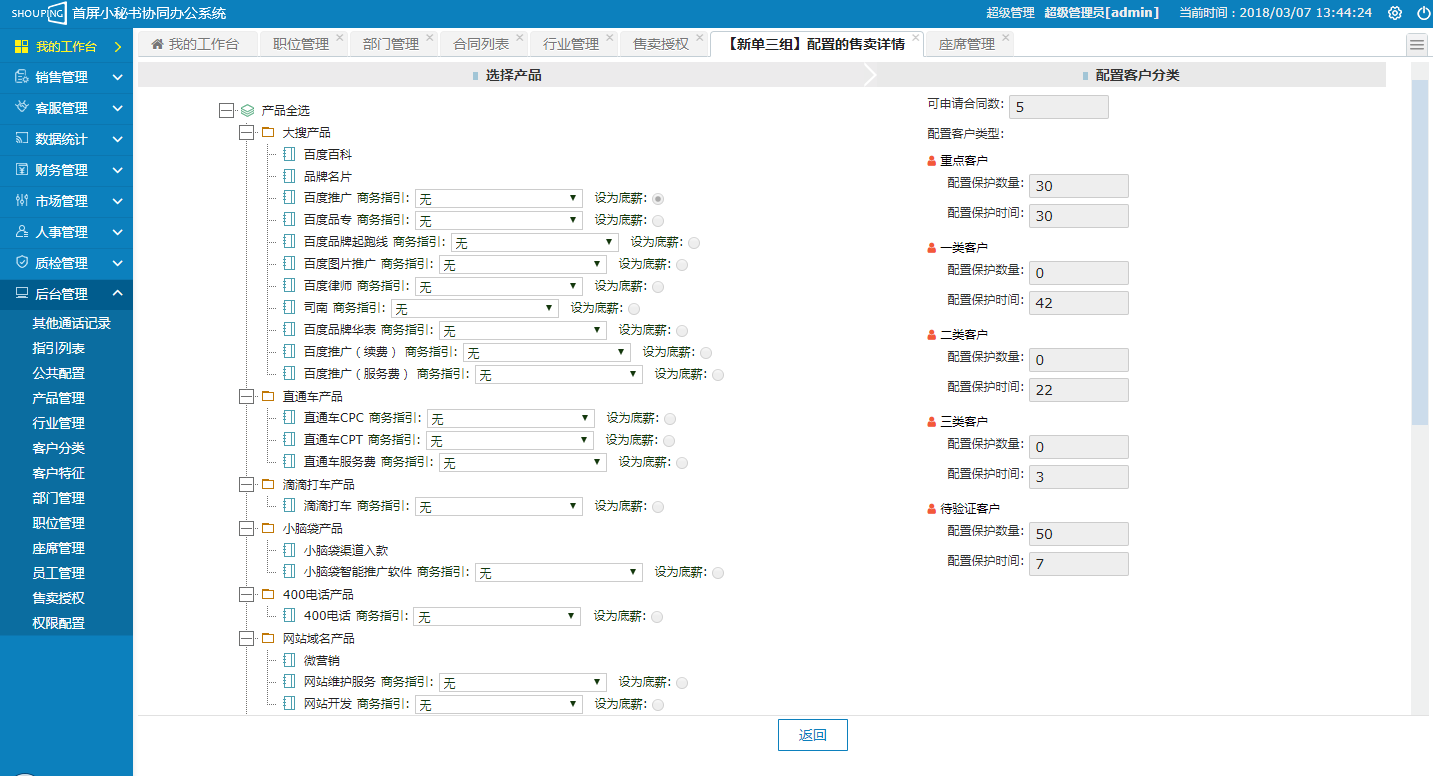 SHOUPING 首屏小秘书协同办公系统
超级管理 超级管理员[admin] 当前时间：2018/03/07 13:44:24
我的工作台
销售管理
客服管理
数据统计
财务管理
市场管理
人事管理
质检管理
后台管理
其他通话记录
指引列表
公共配置
产品管理
行业管理
客户分类
客户特征
部门管理
职位管理
座席管理
员工管理
售卖授权
权限配置
我的工作台 职位管理 部门管理 合同列表 行业管理 售卖授权 【新单三组】配置的售卖详情 座席管理
选择产品
产品全选
大搜产品
百度百科
品牌名片
百度推广 商务指引: 无 设为底薪:
百度品专 商务指引: 无 设为底薪:
百度品牌起跑线 商务指引: 无 设为底薪:
百度图片推广 商务指引: 无 设为底薪:
百度律师 商务指引: 无 设为底薪:
司南 商务指引: 无 设为底薪:
百度品牌华表 商务指引: 无 设为底薪:
百度推广（续费） 商务指引: 无 设为底薪:
百度推广（服务费） 商务指引: 无 设为底薪:
直通车产品
直通车CPC 商务指引: 无 设为底薪:
直通车CPT 商务指引: 无 设为底薪:
直通车服务费 商务指引: 无 设为底薪:
滴滴打车产品
滴滴打车 商务指引: 无 设为底薪:
小脑袋产品
小脑袋渠道入款
小脑袋智能推广软件 商务指引: 无 设为底薪:
400电话产品
400电话 商务指引: 无 设为底薪:
网站域名产品
微营销
网站维护服务 商务指引: 无 设为底薪:
网站开发 商务指引: 无 设为底薪:
配置客户分类
可申请合同数: 5
配置客户类型:
重点客户
配置保护数量: 30
配置保护时间: 30
一类客户
配置保护数量: 0
配置保护时间: 42
二类客户
配置保护数量: 0
配置保护时间: 22
三类客户
配置保护数量: 0
配置保护时间: 3
待验证客户
配置保护数量: 50
配置保护时间: 7
返回